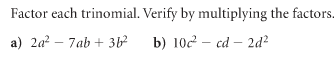 Factor each trinomial. Verify by multiplying the factors.
a) 2a² − 7ab + 3b² b) 10c² − cd − 2d²